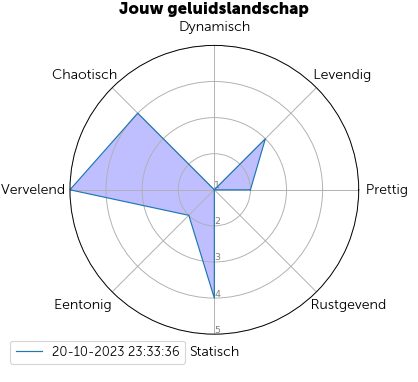 Jouw geluidslandschap
Dynamisch
Chaotisch
Levendig
Vervelend
1
Prettig
2
3
4
Eentonig
Rustgevend
5
20-10-2023 23:33:36
Statisch